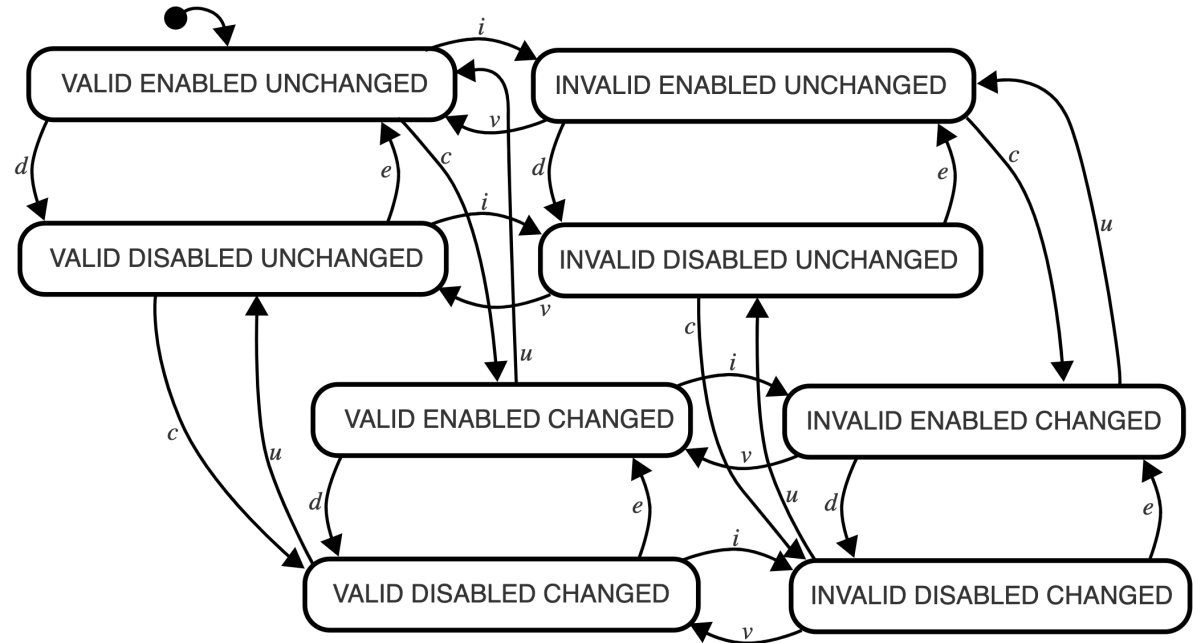 i
VALID ENABLED UNCHANGED
INVALID ENABLED UNCHANGED
v
d
c
e
d
c
e
i
u
VALID DISABLED UNCHANGED
INVALID DISABLED UNCHANGED
v
c
u
i
VALID ENABLED CHANGED
INVALID ENABLED CHANGED
c
u
v
u
d
e
d
e
i
VALID DISABLED CHANGED
INVALID DISABLED CHANGED
v